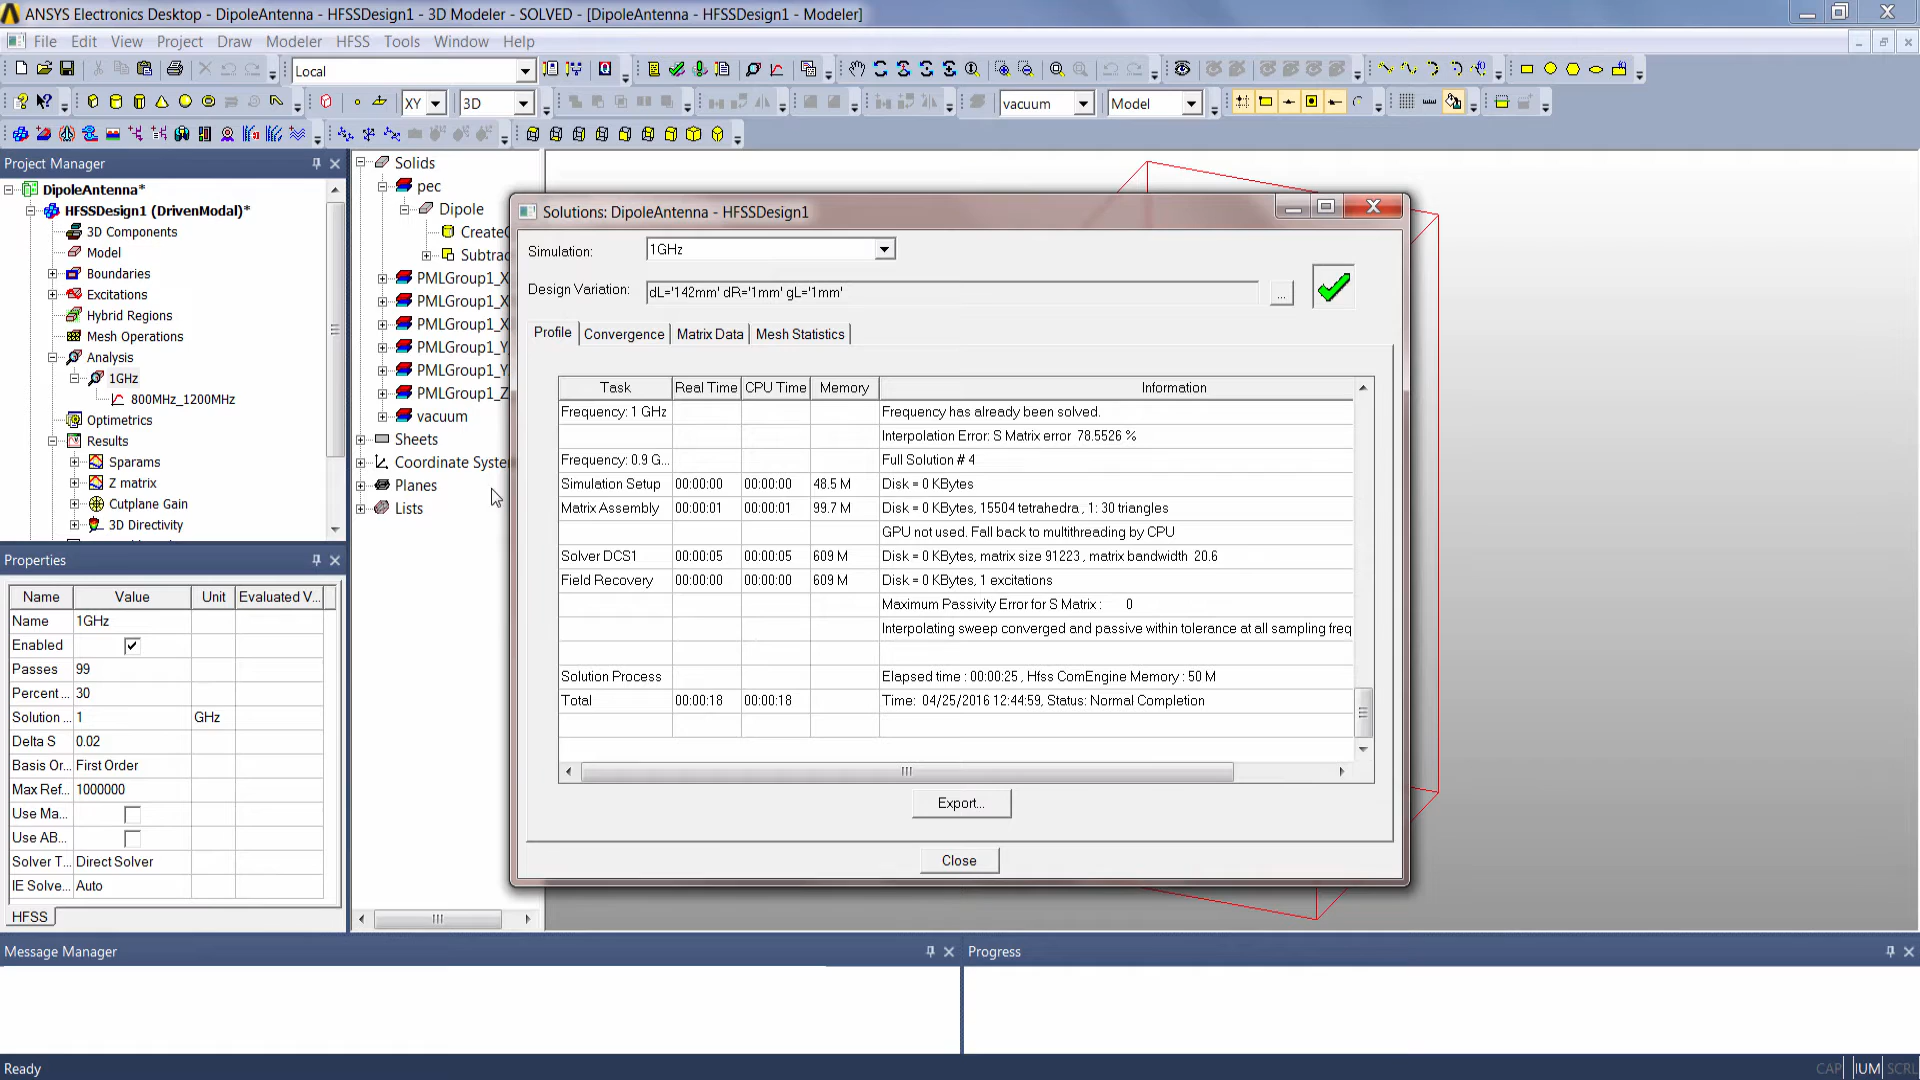 ANSYS Electronics Desktop - DipoleAntenna - HFSSDesign1 - 3D Modeler - SOLVED - [DipoleAntenna - HFSSDesign1 - Modeler]
File Edit View Project Draw Modeler HFSS Tools Window Help
Local
XY 3D vacuum Model
Project Manager
DipoleAntenna*
HFSSDesign1 (DrivenModal)*
3D Components
Model
Boundaries
Excitations
Hybrid Regions
Mesh Operations
Analysis
1GHz
800MHz_1200MHz
Optimetrics
Results
Sparams
Z matrix
Cutplane Gain
3D Directivity
Solids
pec
Dipole
CreateC
Subtrac
PMLGroup1_X
PMLGroup1_X
PMLGroup1_X
PMLGroup1_Y
PMLGroup1_Y
PMLGroup1_Z
vacuum
Sheets
Coordinate Syste
Planes
Lists
Solutions: DipoleAntenna - HFSSDesign1
Simulation: 1GHz
Design Variation: dL='142mm' dR='1mm' gL='1mm' ...
Profile Convergence Matrix Data Mesh Statistics
Task Real Time CPU Time Memory Information
Frequency: 1 GHz Frequency has already been solved.
Interpolation Error: S Matrix error 78.5526 %
Frequency: 0.9 G... Full Solution # 4
Simulation Setup 00:00:00 00:00:00 48.5 M Disk = 0 KBytes
Matrix Assembly 00:00:01 00:00:01 99.7 M Disk = 0 KBytes, 15504 tetrahedra , 1: 30 triangles
GPU not used. Fall back to multithreading by CPU
Solver DCS1 00:00:05 00:00:05 609 M Disk = 0 KBytes, matrix size 91223 , matrix bandwidth 20.6
Field Recovery 00:00:00 00:00:00 609 M Disk = 0 KBytes, 1 excitations
Maximum Passivity Error for S Matrix : 0
Interpolating sweep converged and passive within tolerance at all sampling freq
Solution Process Elapsed time : 00:00:25 , Hfss ComEngine Memory : 50 M
Total 00:00:18 00:00:18 Time: 04/25/2016 12:44:59, Status: Normal Completion
Export...
Close
Properties
Name Value Unit Evaluated V...
Name 1GHz
Enabled
Passes 99
Percent ... 30
Solution ... 1 GHz
Delta S 0.02
Basis Or... First Order
Max Ref... 1000000
Use Ma...
Use AB...
Solver T... Direct Solver
IE Solve... Auto
HFSS
Message Manager
Progress
Ready
CAP IUM SCRL